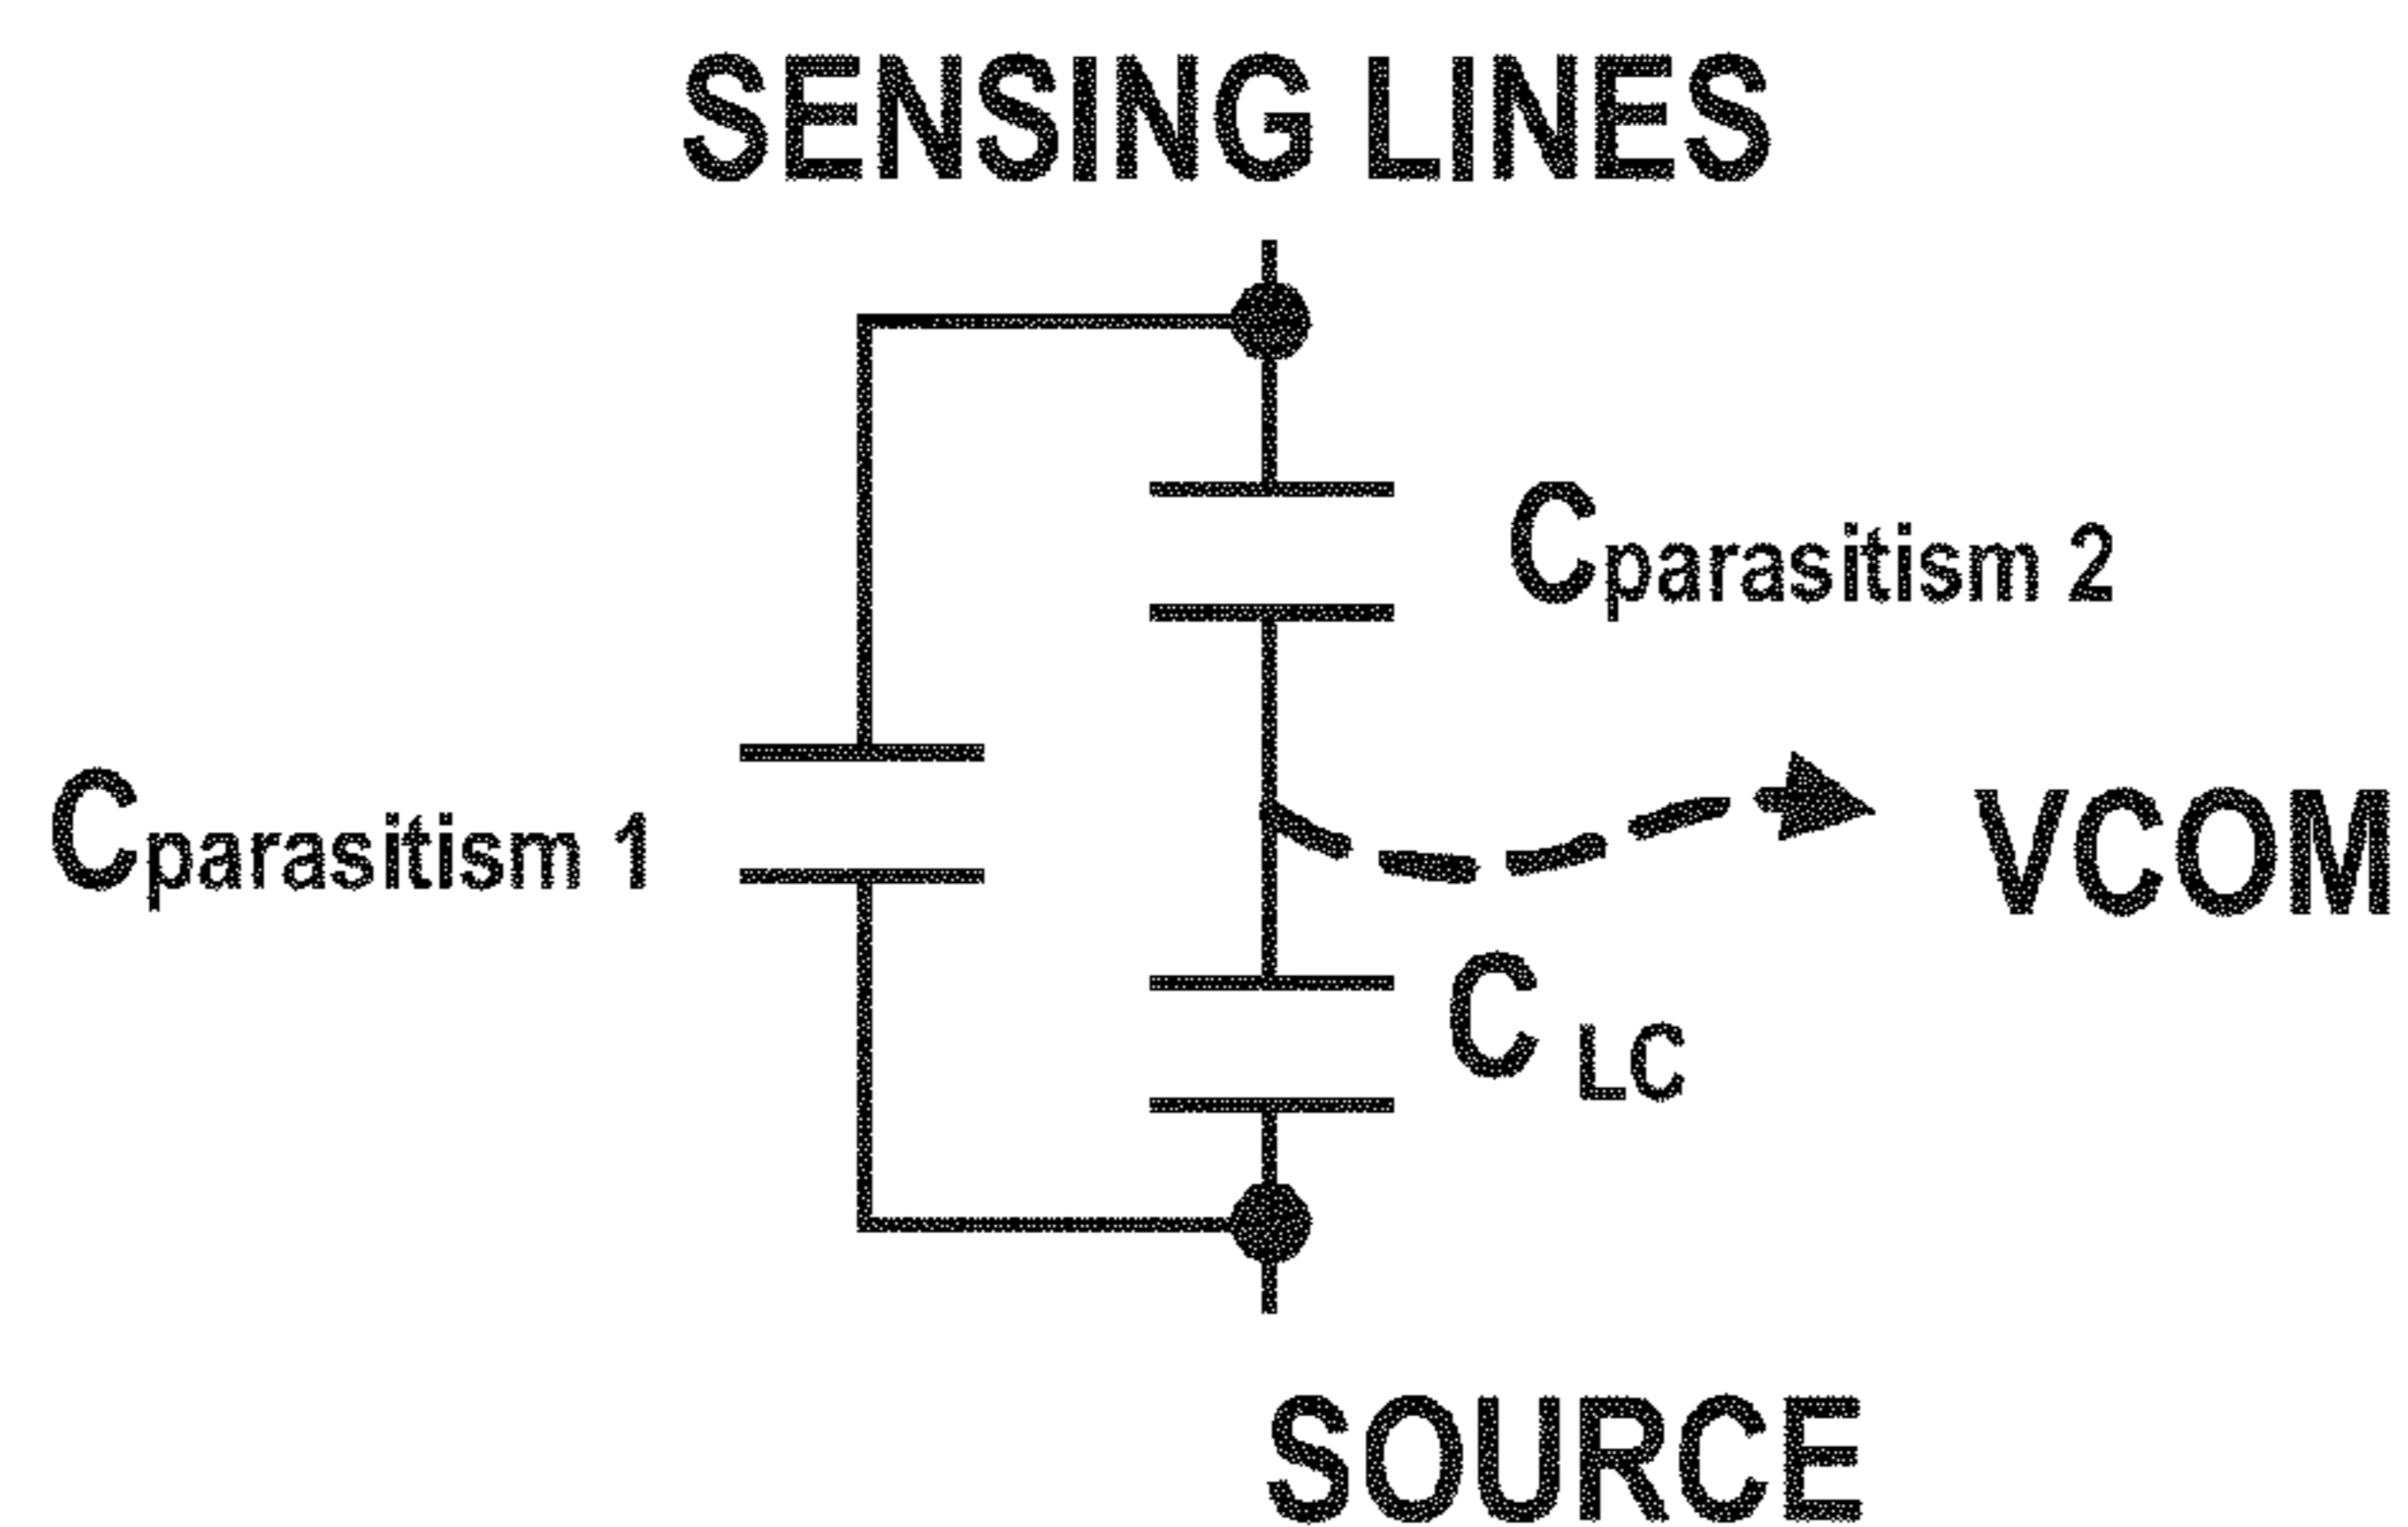 SENSING LINES
Cparasitism 2
Cparasitism 1
VCOM
C LC
SOURCE